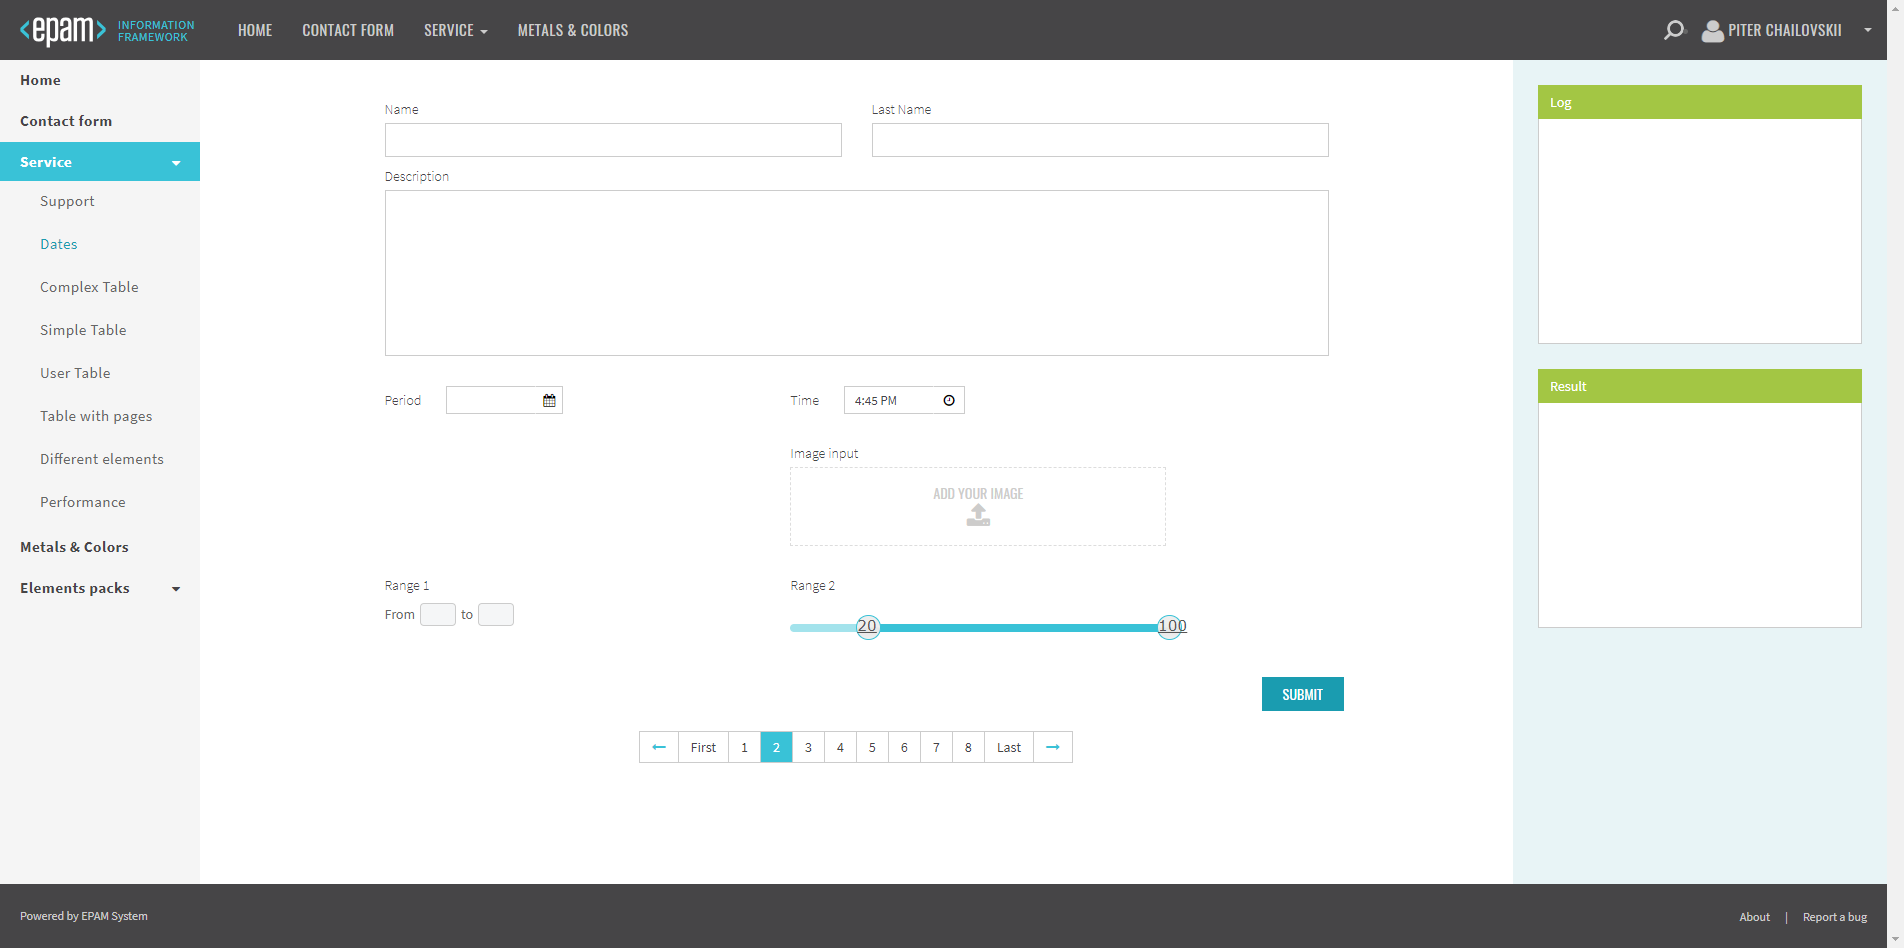 <epam> INFORMATION FRAMEWORK
HOME CONTACT FORM SERVICE METALS & COLORS PITER CHAILOVSKII
Home
Contact form
Service
Support
Dates
Complex Table
Simple Table
User Table
Table with pages
Different elements
Performance
Metals & Colors
Elements packs
Name Last Name
Description
Period Time 4:45 PM
Image input
ADD YOUR IMAGE
Range 1 Range 2
From to
20 100
SUBMIT
First 1 2 3 4 5 6 7 8 Last
Log
Result
Powered by EPAM System About | Report a bug